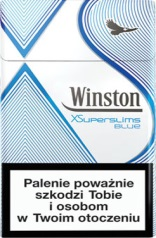 Winston
XSuperslims
BLUE
Palenie poważnie
szkodzi Tobie
i osobom
w Twoim otoczeniu